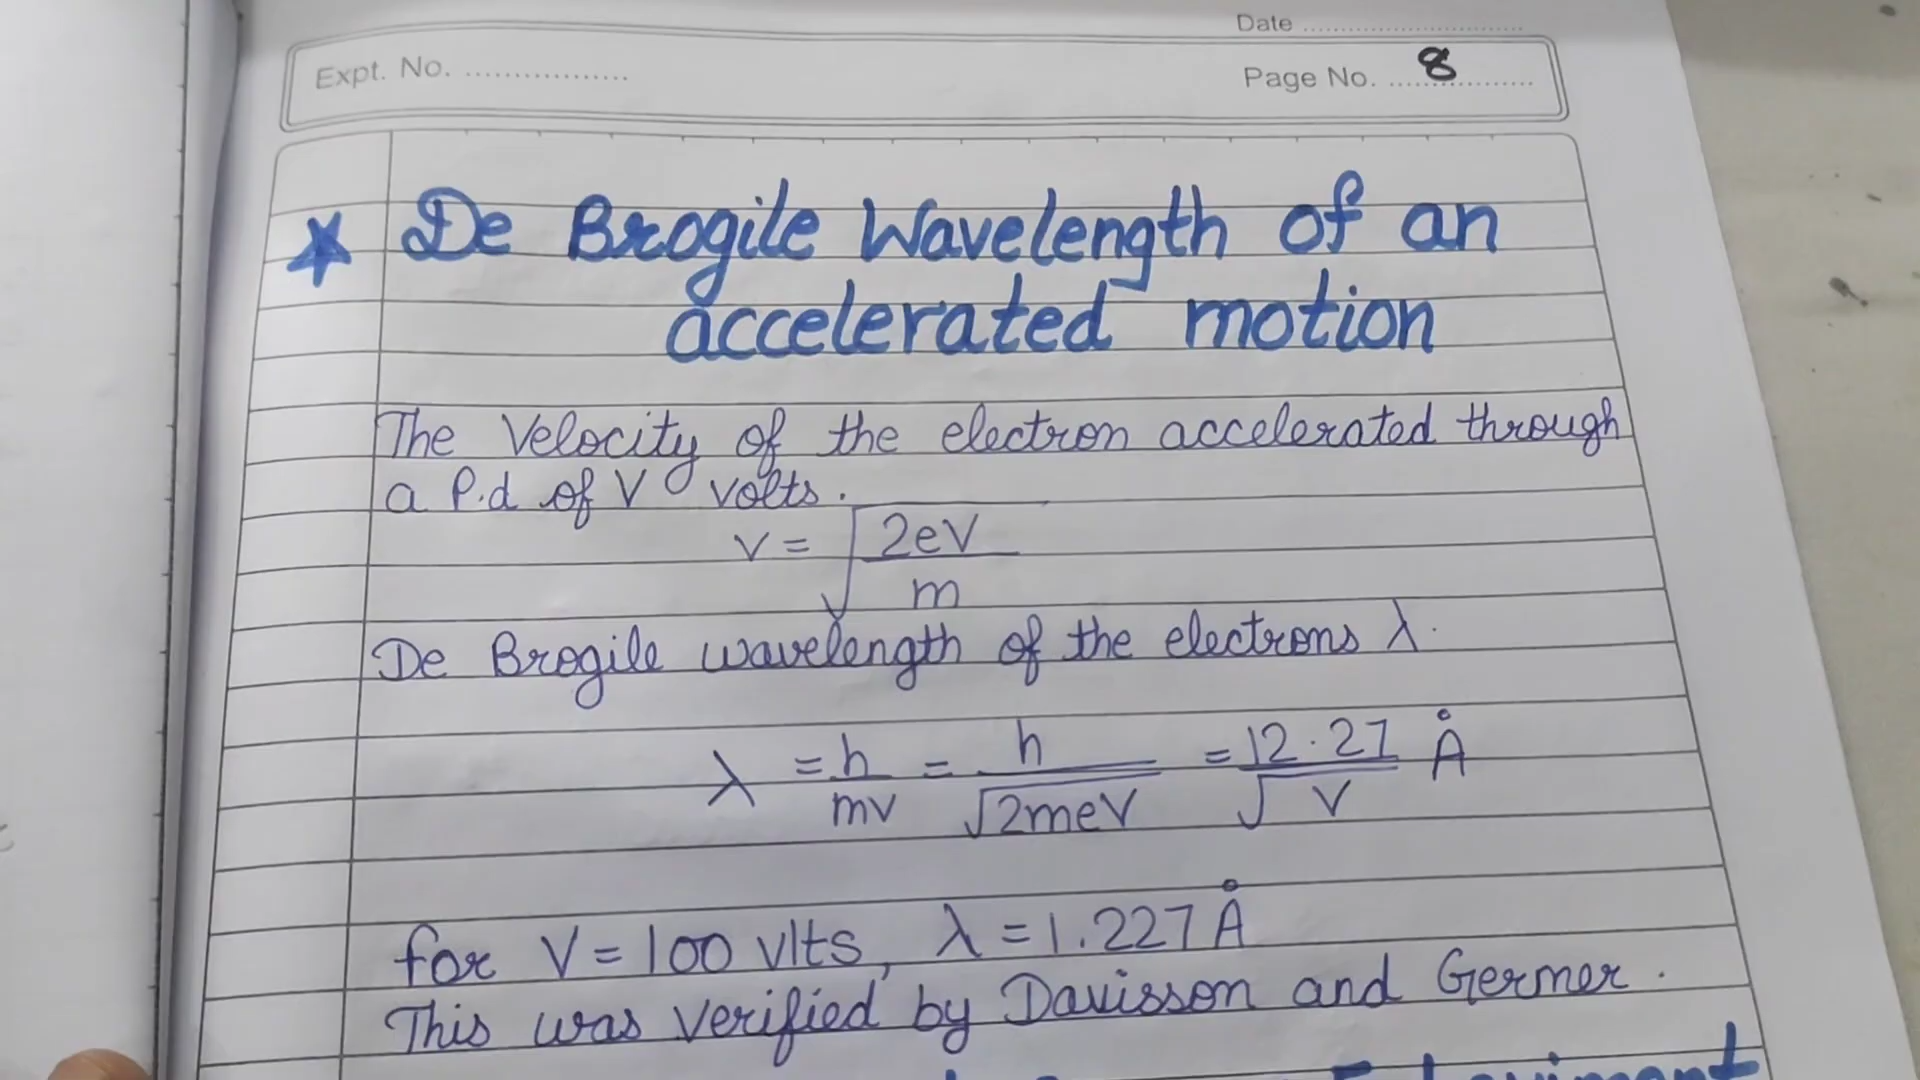 Date
Expt. No.
Page No. 8
★ De Brogile Wavelength of an
accelerated motion
The Velocity of the electron accelerated through
a P.d of V volts.
v = √2eV/m
De Brogile wavelength of the electrons λ.
λ = h/mv = h/√2meV = 12.27/√V Å
for V = 100 vlts, λ = 1.227 Å
This was verified by Davisson and Germer.